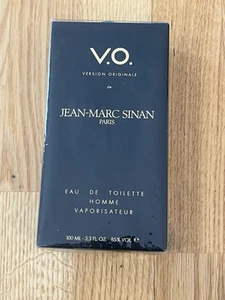 V.O.
VERSION ORIGINALE
de
JEAN-MARC SINAN
PARIS
EAU DE TOILETTE
HOMME
VAPORISATEUR
100 ML - 3,3 FL. OZ - 85% VOL. ℮